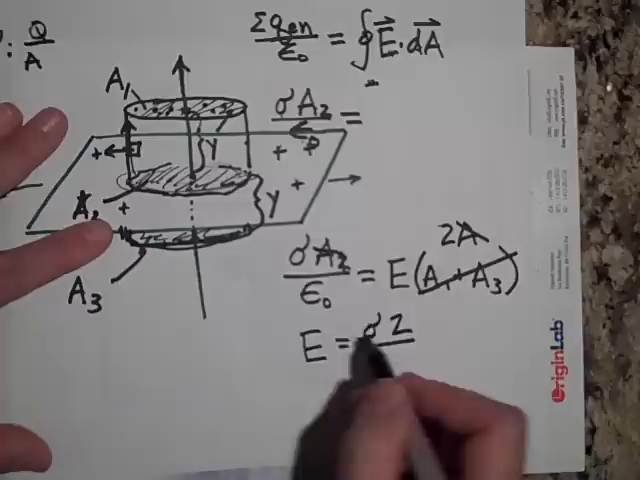 : Q/A
Σq_en/ε₀ = ∮E⃗·dA⃗
A₁
σA₂/ =
Y
+
+ P
+
A₂ +
Y
A₃
2A
σA₂/ε₀ = E(A₁+A₃)
E = σ2/
OriginLab